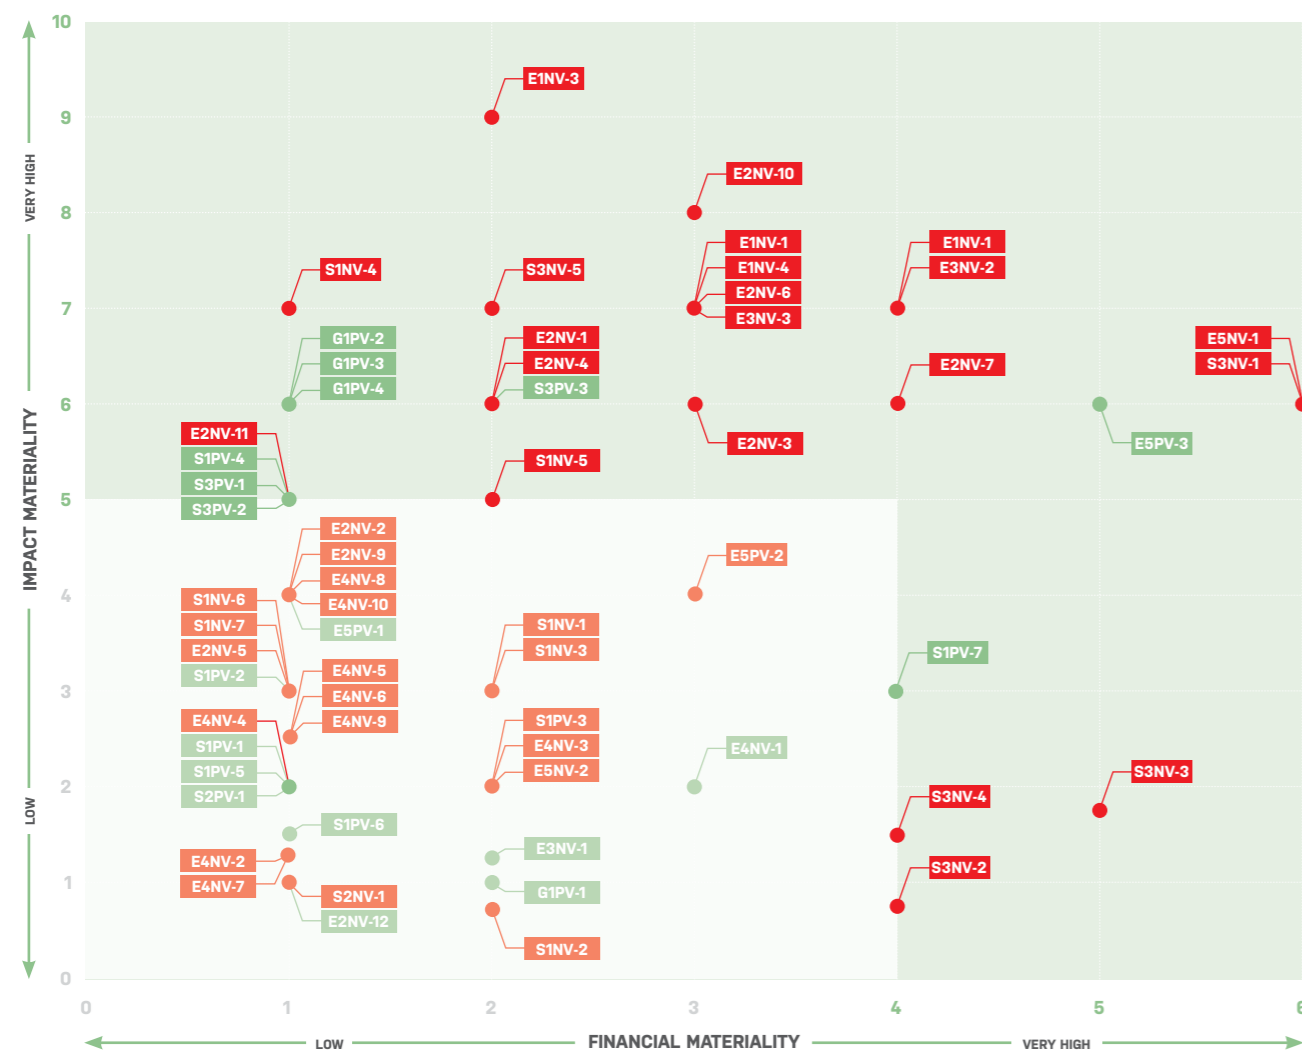 10
E1NV-3
9
E2NV-10
VERY HIGH
8
E1NV-1
E1NV-1
S1NV-4
S3NV-5
E1NV-4
E3NV-2
E2NV-6
7
E3NV-3
G1PV-2
E2NV-1
E5NV-1
G1PV-3
E2NV-4
E2NV-7
S3NV-1
G1PV-4
S3PV-3
6
E2NV-11
E2NV-3
E5PV-3
S1PV-4
S1NV-5
S3PV-1
5
S3PV-2
IMPACT MATERIALITY
E2NV-2
E2NV-9
E5PV-2
E4NV-8
4
S1NV-6
E4NV-10
S1NV-7
E5PV-1
S1NV-1
E2NV-5
S1NV-3
S1PV-7
S1PV-2
E4NV-5
3
E4NV-6
E4NV-4
E4NV-9
S1PV-3
S1PV-1
E4NV-3
E4NV-1
S1PV-5
E5NV-2
S3NV-3
2
S2PV-1
S3NV-4
LOW
S1PV-6
E3NV-1
E4NV-2
S3NV-2
E4NV-7
1
S2NV-1
G1PV-1
E2NV-12
S1NV-2
0
0 1 2 3 4 5 6
LOW FINANCIAL MATERIALITY VERY HIGH